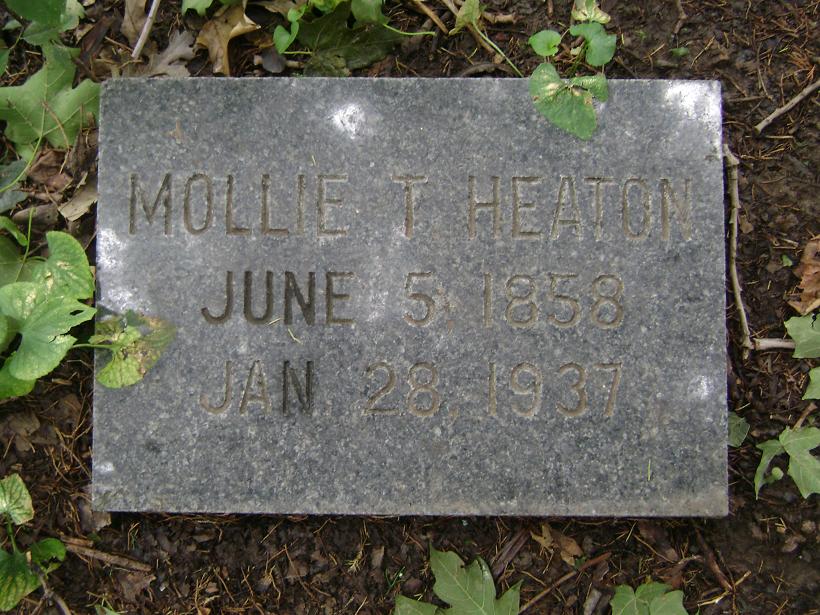 MOLLIE T. HEATON
JUNE 5, 1858
JAN. 28, 1937